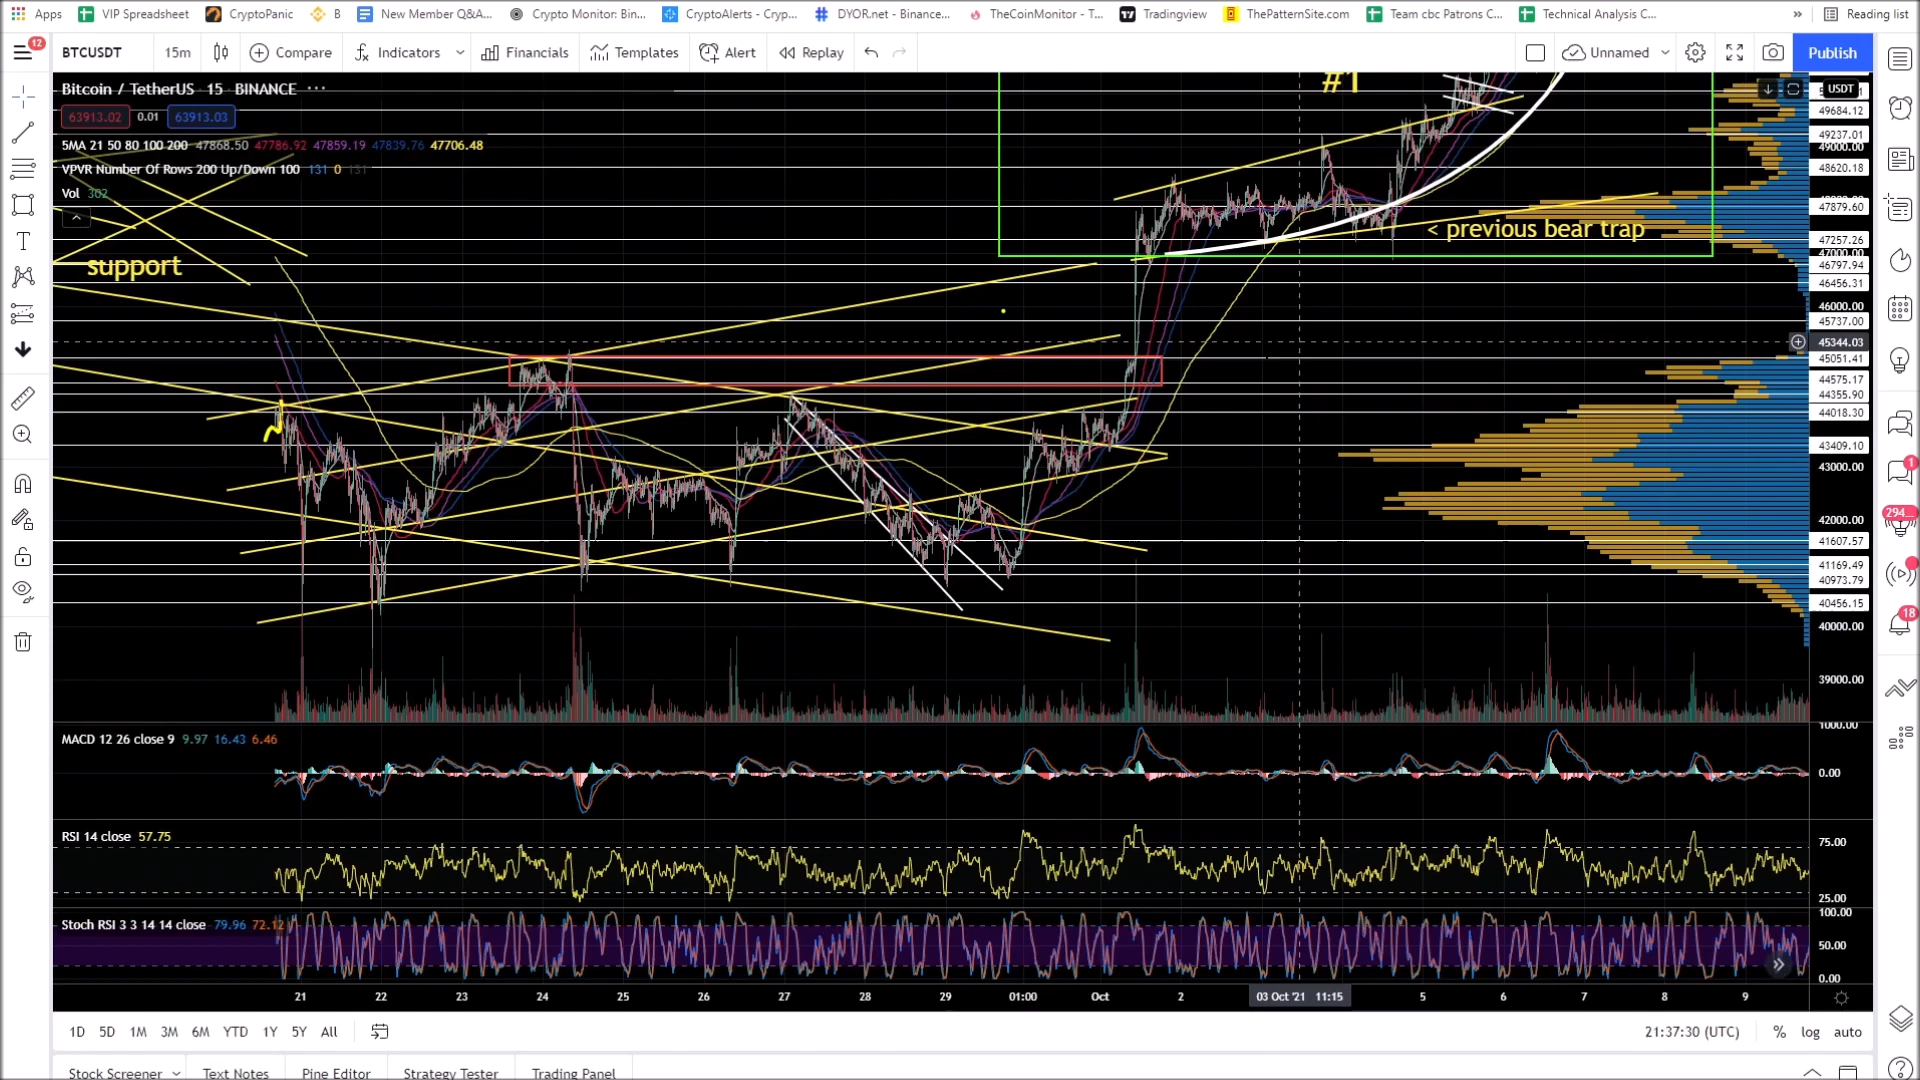 Apps VIP Spreadsheet CryptoPanic B New Member Q&A... Crypto Monitor: Bin... CryptoAlerts - Cryp... DYOR.net - Binance... TheCoinMonitor - T... Tradingview ThePatternSite.com Team cbc Patrons C... Technical Analysis C... » Reading list
12 BTCUSDT 15m Compare Indicators Financials Templates Alert Replay Unnamed Publish
Bitcoin / TetherUS 15 BINANCE ···
#1
USDT
63913.02 0.01 63913.03
49684.12
49237.01
5MA 21 50 80 100 200 47868.50 47786.92 47859.19 47839.76 47706.48
49000.00
VPVR Number Of Rows 200 Up/Down 100 131 0 131
48620.18
Vol 302
47879.60
< previous bear trap
47257.26
47000.00
support
46797.94
46456.31
46000.00
45737.00
45344.03
45051.41
44575.17
44355.90
44018.30
43409.10
43000.00
1
294
42000.00
41607.57
41169.49
40973.79
40456.15
18
40000.00
39000.00
1000.00
MACD 12 26 close 9 9.97 16.43 6.46
0.00
RSI 14 close 57.75
75.00
25.00
100.00
Stoch RSI 3 3 14 14 close 79.96 72.12
50.00
0.00
21 22 23 24 25 26 27 28 29 01:00 Oct 2 03 Oct '21 11:15 5 6 7 8 9
1D 5D 1M 3M 6M YTD 1Y 5Y All 21:37:30 (UTC) % log auto
Stock Screener Text Notes Pine Editor Strategy Tester Trading Panel